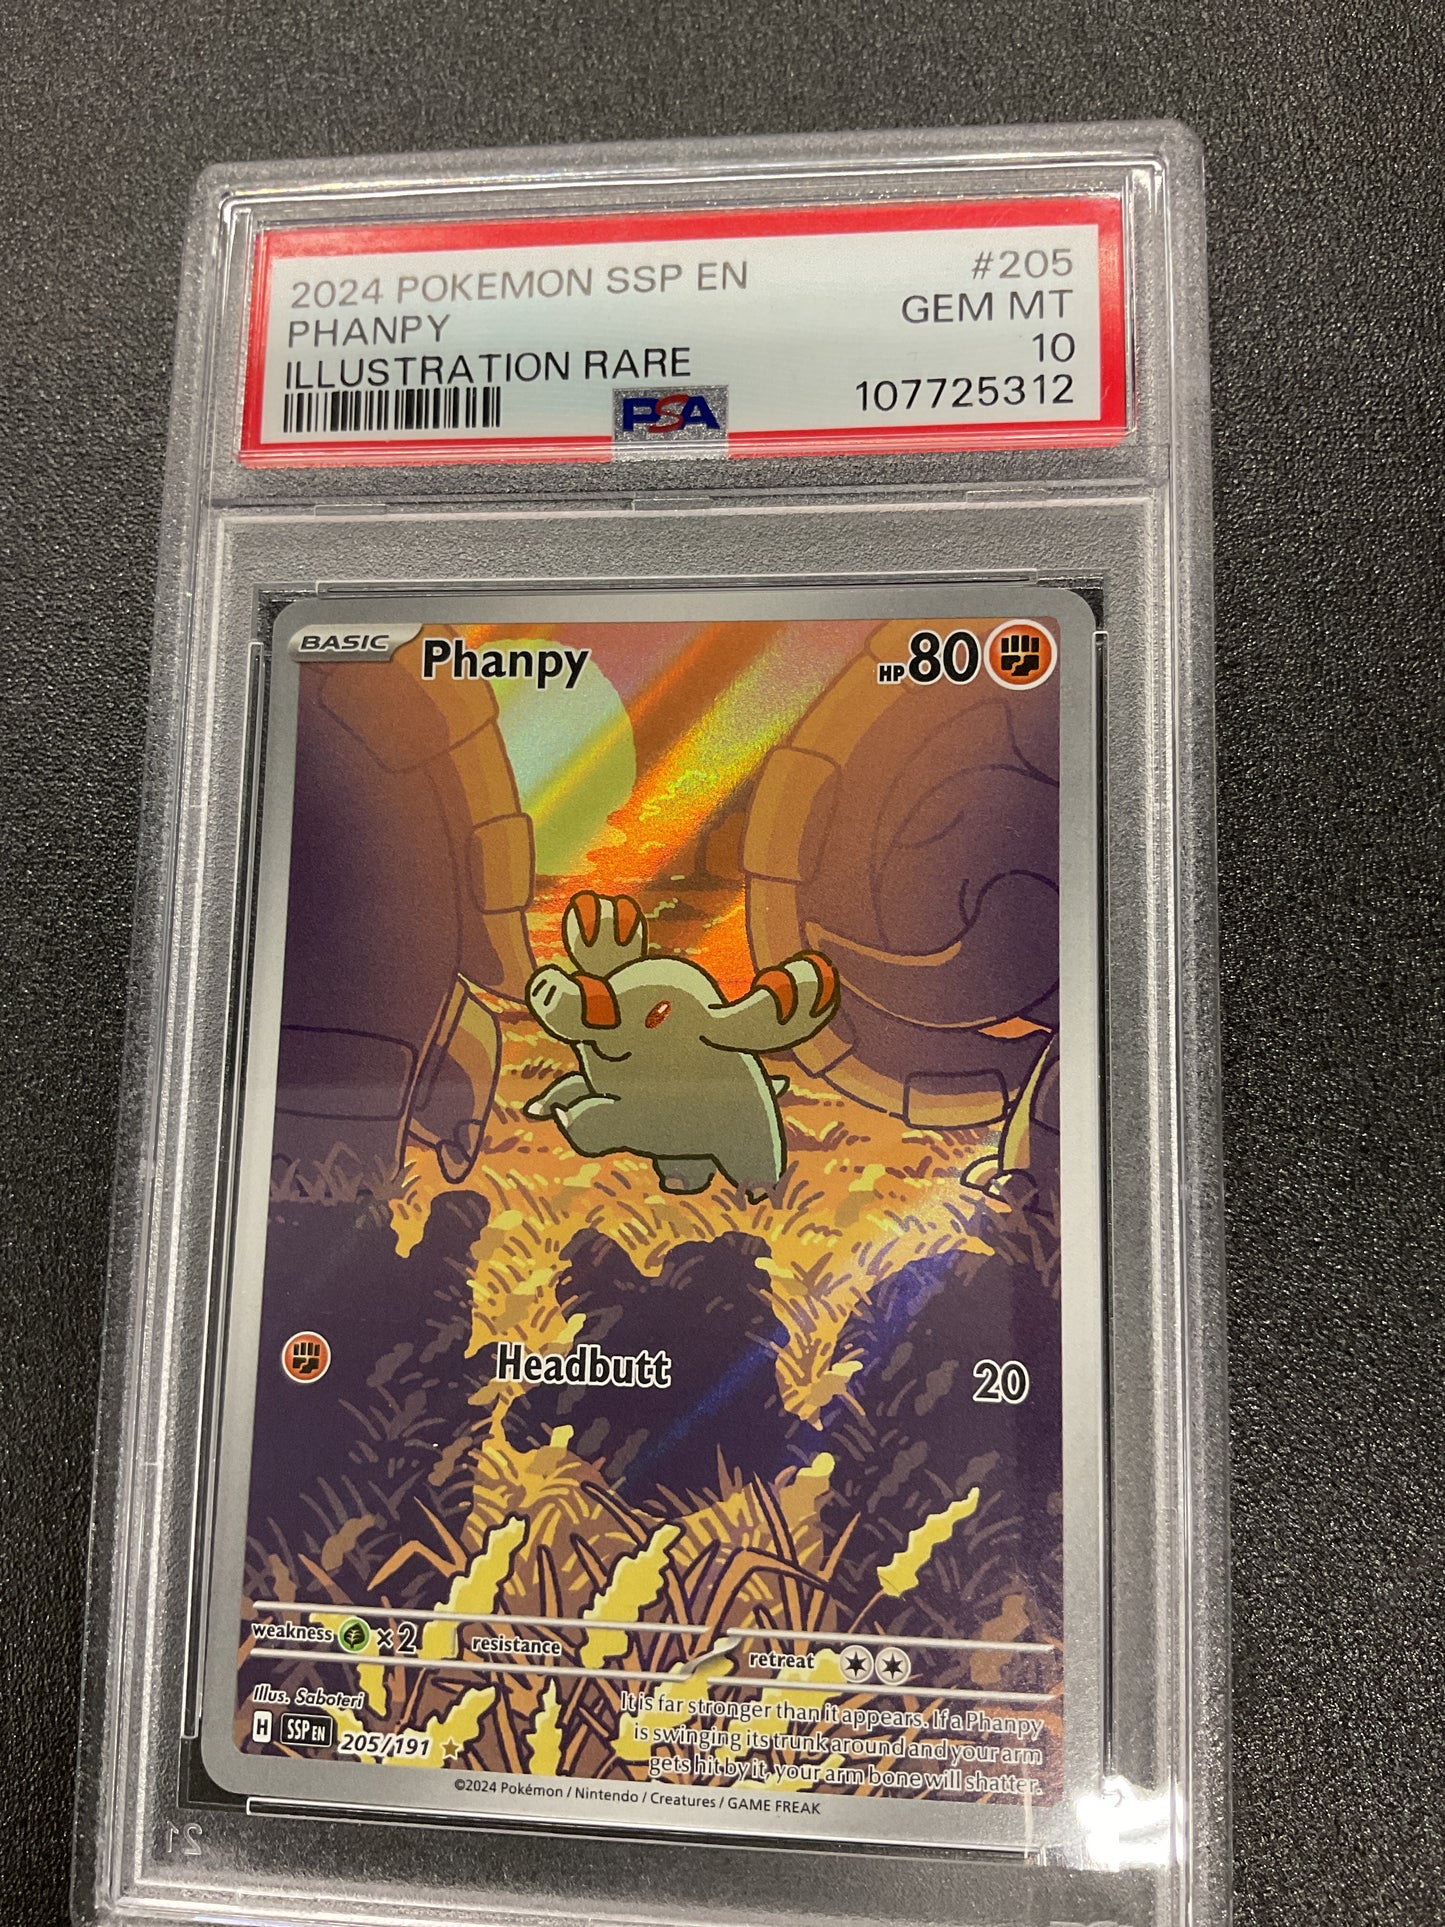 2024 POKEMON SSP EN #205
PHANPY GEM MT
ILLUSTRATION RARE 10
PSA 107725312
BASIC Phanpy HP 80
Headbutt 20
weakness ×2 resistance retreat
Illus. Saboteri
It is far stronger than it appears. If a Phanpy
is swinging its trunk around and your arm
gets hit by it, your arm bone will shatter.
H SSP EN 205/191
©2024 Pokémon / Nintendo / Creatures / GAME FREAK
21